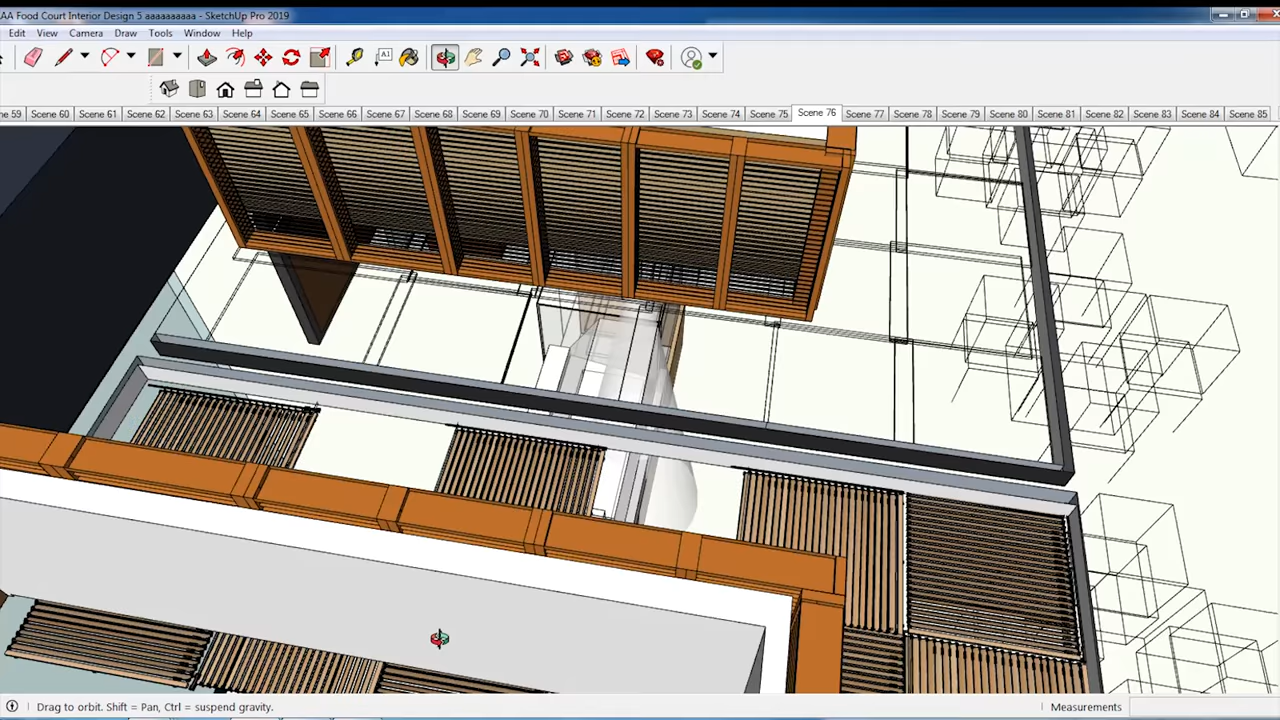 AA Food Court Interior Design 5 aaaaaaaaaa - SketchUp Pro 2019
Edit View Camera Draw Tools Window Help
A1
ne 59 Scene 60 Scene 61 Scene 62 Scene 63 Scene 64 Scene 65 Scene 66 Scene 67 Scene 68 Scene 69 Scene 70 Scene 71 Scene 72 Scene 73 Scene 74 Scene 75 Scene 76 Scene 77 Scene 78 Scene 79 Scene 80 Scene 81 Scene 82 Scene 83 Scene 84 Scene 85
Drag to orbit. Shift = Pan, Ctrl = suspend gravity. Measurements